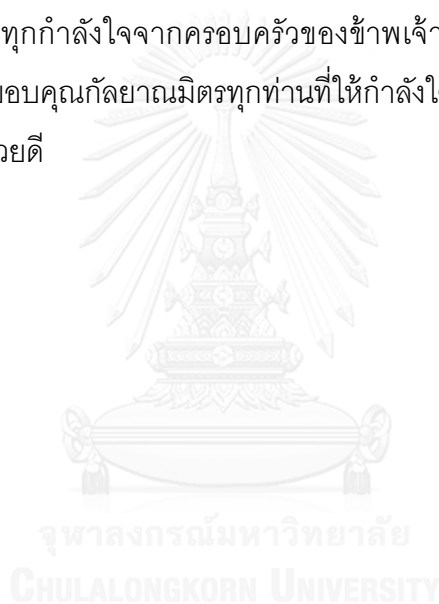 ทุกกำลังใจจากครอบครัวของข้าพเจ้า
ขอบคุณกัลยาณมิตรทุกท่านที่ให้กำลังใจ
วยดี
จุฬาลงกรณ์มหาวิทยาลัย
CHULALONGKORN UNIVERSITY